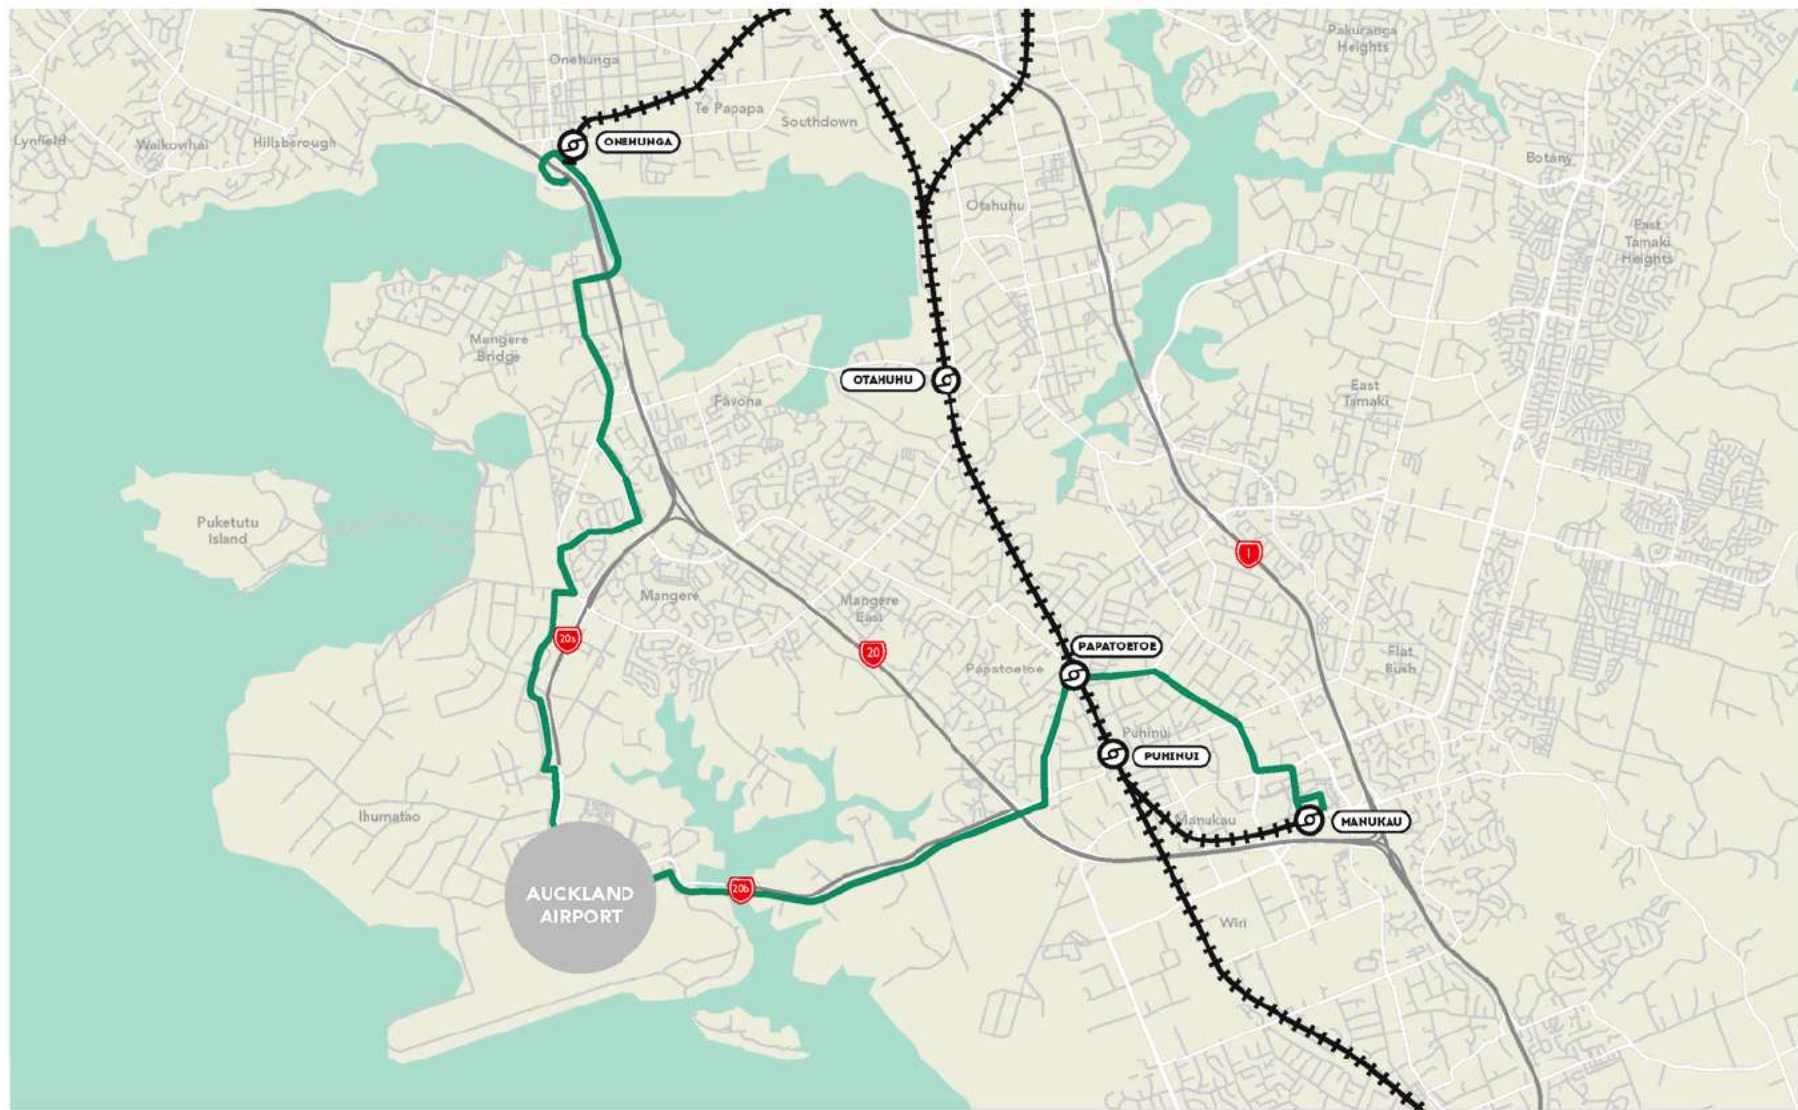 Pakuranga
Heights
Onehunga
Te Papapa
Southdown
Lynfield
Waikowhai
Hillsborough
ONEHUNGA
Botany
Otahuhu
East
Tamaki
Heights
Mangere
Bridge
OTAHUHU
Favona
East
Tamaki
Puketutu
Island
1
Mangere
Mangere
East
20a
20
PAPATOETOE
Papatoetoe
Flat
Bush
Puhinui
PUHINUI
Ihumatao
Manukau
MANUKAU
20b
AUCKLAND
AIRPORT
Wiri